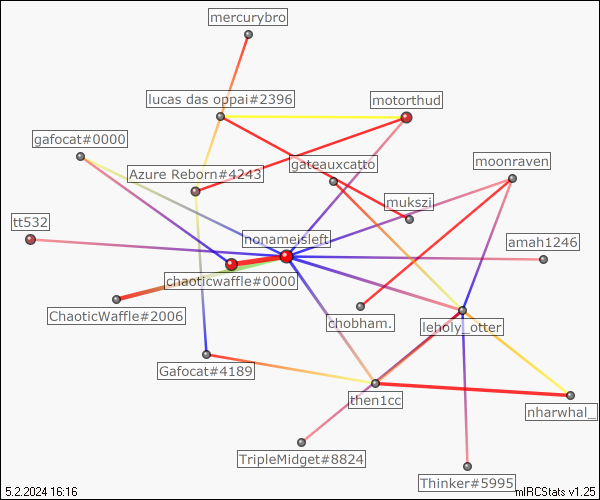 mercurybro
lucas das oppai#2396
motorthud
gafocat#0000
gateauxcatto
moonraven
Azure Reborn#4243
mukszi
tt532
nonameisleft
amah1246
chaoticwaffle#0000
ChaoticWaffle#2006
chobham.
leholy_otter
Gafocat#4189
then1cc
nharwhal_
TripleMidget#8824
Thinker#5995
5.2.2024 16:16
mIRCStats v1.25